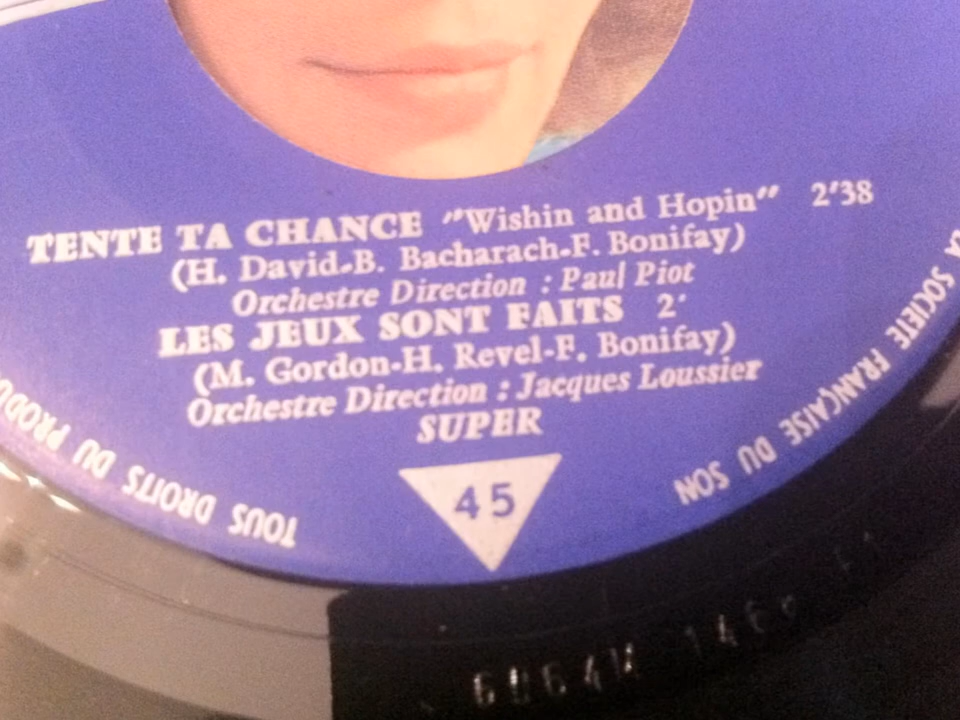 TENTE TA CHANCE "Wishin and Hopin" 2'38
(H. David-B. Bacharach-F. Bonifay)
Orchestre Direction : Paul Piot
LES JEUX SONT FAITS 2'
(M. Gordon-H. Revel-F. Bonifay)
Orchestre Direction : Jacques Loussier
SUPER
45
TOUS DROITS DU
SOCIETE FRANÇAISE DU SON